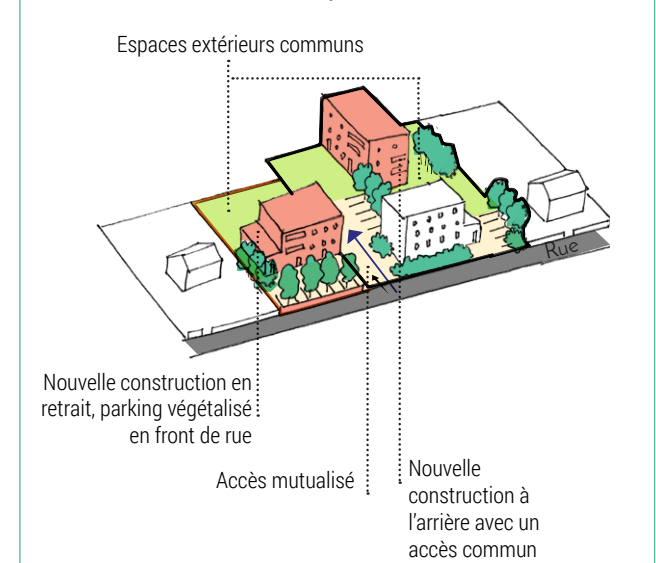 Espaces extérieurs communs
Rue
Nouvelle construction en
retrait, parking végétalisé
en front de rue
Accès mutualisé
Nouvelle
construction à
l'arrière avec un
accès commun